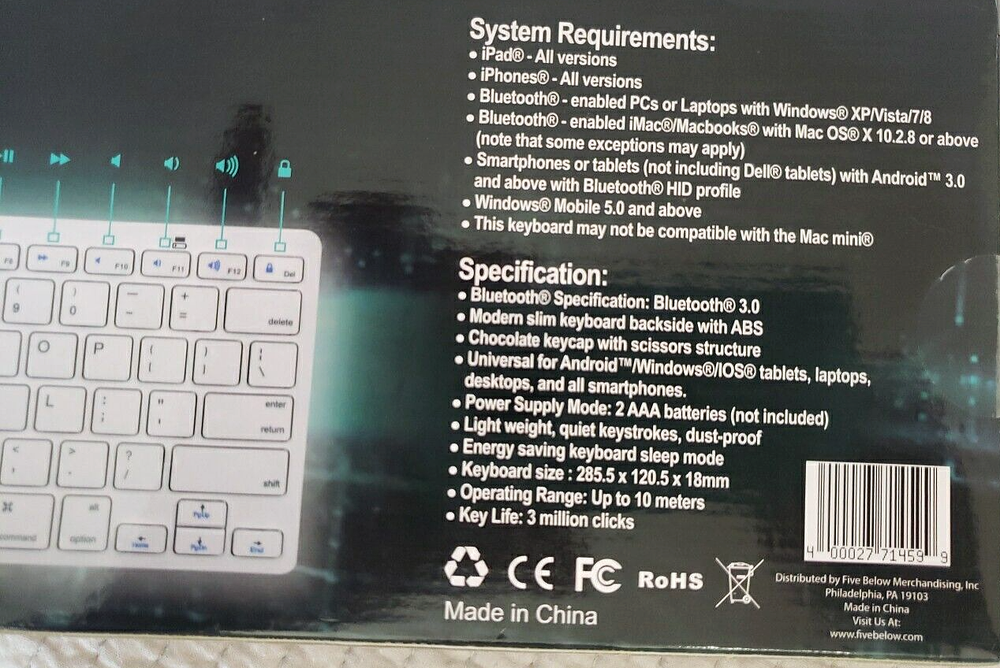 System Requirements:
• iPad® - All versions
• iPhones® - All versions
• Bluetooth® - enabled PCs or Laptops with Windows® XP/Vista/7/8
• Bluetooth® - enabled iMac®/Macbooks® with Mac OS® X 10.2.8 or above
(note that some exceptions may apply)
• Smartphones or tablets (not including Dell® tablets) with Android™ 3.0
and above with Bluetooth® HID profile
• Windows® Mobile 5.0 and above
• This keyboard may not be compatible with the Mac mini®
Specification:
• Bluetooth® Specification: Bluetooth® 3.0
• Modern slim keyboard backside with ABS
• Chocolate keycap with scissors structure
• Universal for Android™/Windows®/IOS® tablets, laptops,
desktops, and all smartphones.
• Power Supply Mode: 2 AAA batteries (not included)
• Light weight, quiet keystrokes, dust-proof
• Energy saving keyboard sleep mode
• Keyboard size : 285.5 x 120.5 x 18mm
• Operating Range: Up to 10 meters
• Key Life: 3 million clicks
CE FC RoHS
Made in China
4 00027 71459 9
Distributed by Five Below Merchandising, Inc
Philadelphia, PA 19103
Made in China
Visit Us At:
www.fivebelow.com
F9 F10 F11 F12 Del
( 9 ) 0 — - + = delete
O P { [ } ] | \
L : ; " ' enter return
< , > . ? / shift
⌘ command alt option PgUp
Home PgDn End